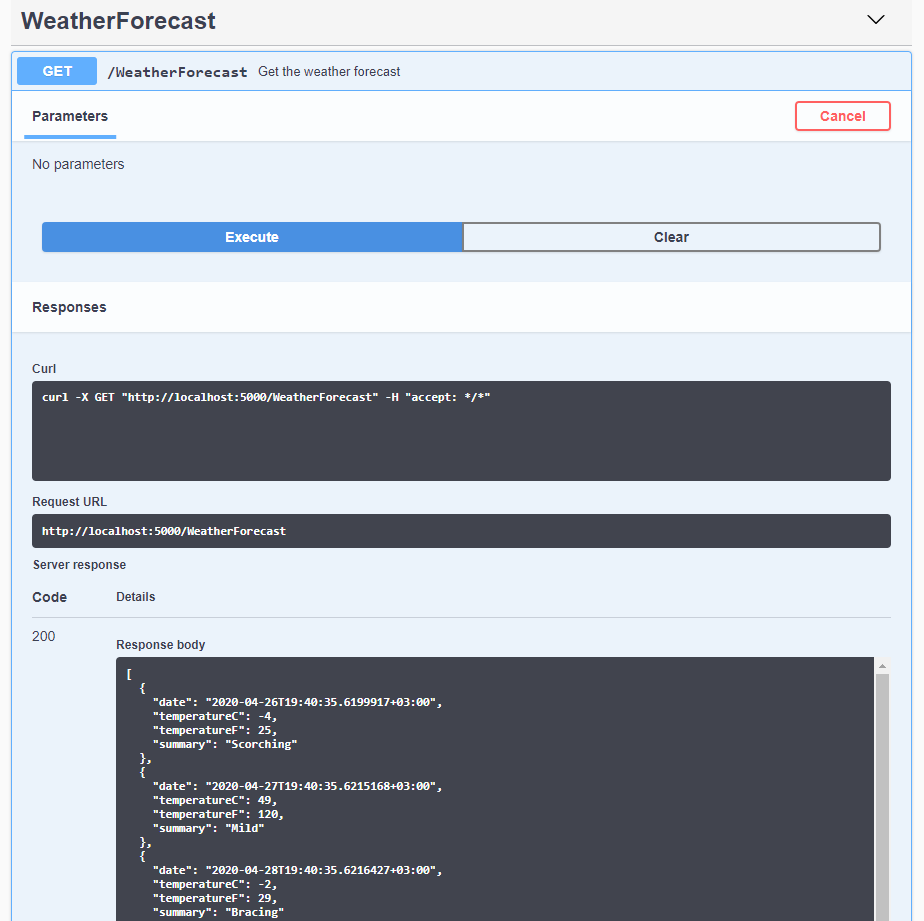 WeatherForecast
GET /WeatherForecast Get the weather forecast
Parameters Cancel
No parameters
Execute Clear
Responses
Curl
curl -X GET "http://localhost:5000/WeatherForecast" -H "accept: */*"
Request URL
http://localhost:5000/WeatherForecast
Server response
Code Details
200
Response body
[
  {
    "date": "2020-04-26T19:40:35.6199917+03:00",
    "temperatureC": -4,
    "temperatureF": 25,
    "summary": "Scorching"
  },
  {
    "date": "2020-04-27T19:40:35.6215168+03:00",
    "temperatureC": 49,
    "temperatureF": 120,
    "summary": "Mild"
  },
  {
    "date": "2020-04-28T19:40:35.6216427+03:00",
    "temperatureC": -2,
    "temperatureF": 29,
    "summary": "Bracing"